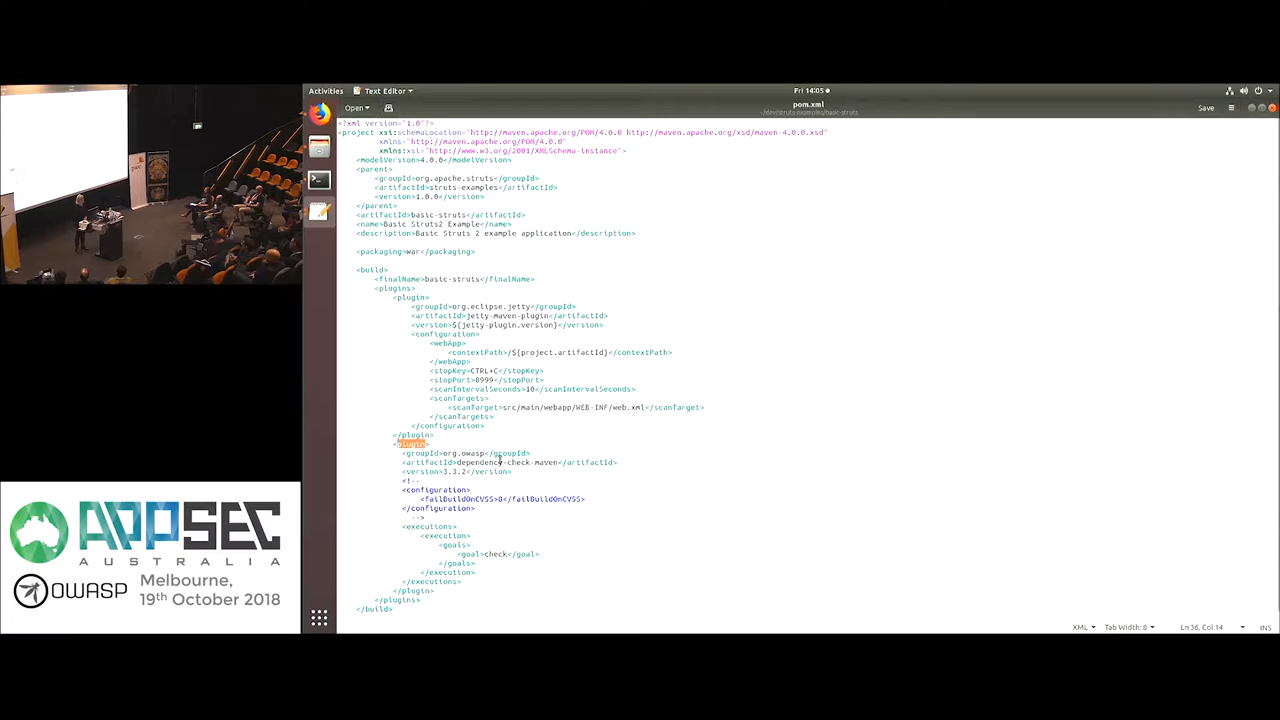 Activities
Text Editor
Fri 14:05
Open
pom.xml
~/dev/struts-examples/basic-struts
Save
<?xml version="1.0"?>
<project xsi:schemaLocation="http://maven.apache.org/POM/4.0.0 http://maven.apache.org/xsd/maven-4.0.0.xsd"
xmlns="http://maven.apache.org/POM/4.0.0"
xmlns:xsi="http://www.w3.org/2001/XMLSchema-instance">
<modelVersion>4.0.0</modelVersion>
<parent>
<groupId>org.apache.struts</groupId>
<artifactId>struts-examples</artifactId>
<version>1.0.0</version>
</parent>
<artifactId>basic-struts</artifactId>
<name>Basic Struts2 Example</name>
<description>Basic Struts 2 example application</description>
<packaging>war</packaging>
<build>
<finalName>basic-struts</finalName>
<plugins>
<plugin>
<groupId>org.eclipse.jetty</groupId>
<artifactId>jetty-maven-plugin</artifactId>
<version>${jetty-plugin.version}</version>
<configuration>
<webApp>
<contextPath>/${project.artifactId}</contextPath>
</webApp>
<stopKey>CTRL+C</stopKey>
<stopPort>8999</stopPort>
<scanIntervalSeconds>10</scanIntervalSeconds>
<scanTargets>
<scanTarget>src/main/webapp/WEB-INF/web.xml</scanTarget>
</scanTargets>
</configuration>
</plugin>
<plugin>
<groupId>org.owasp</groupId>
<artifactId>dependency-check-maven</artifactId>
<version>3.3.2</version>
<!--
<configuration>
<failBuildOnCVSS>8</failBuildOnCVSS>
</configuration>
-->
<executions>
<execution>
<goals>
<goal>check</goal>
</goals>
</execution>
</executions>
</plugin>
</plugins>
</build>
XML
Tab Width: 8
Ln 36, Col 14
INS
APPSEC
AUSTRALIA
OWASP
Melbourne,
19th October 2018